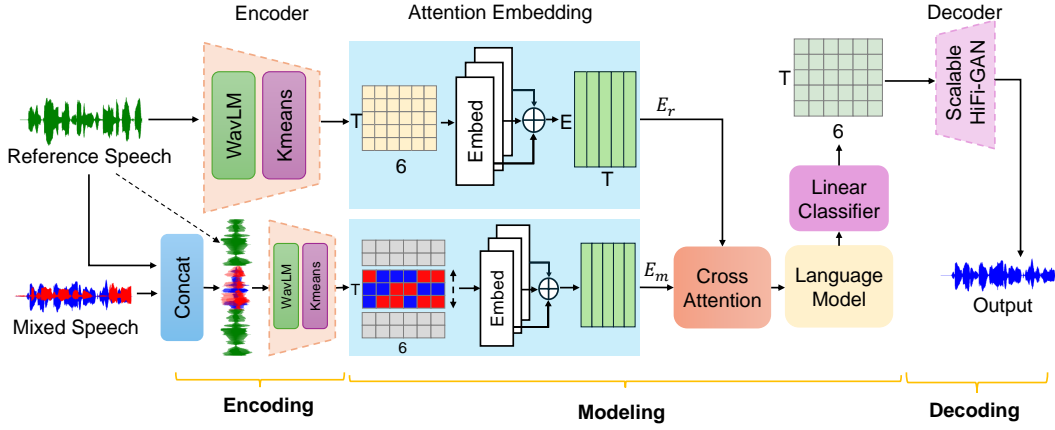 Encoder
Attention Embedding
Decoder
Reference Speech
WavLM
Kmeans
T
6
Embed
E
T
E_r
T
6
Scalable
HiFi-GAN
Linear
Classifier
Mixed Speech
Concat
WavLM
Kmeans
T
6
Embed
E_m
Cross
Attention
Language
Model
Output
Encoding
Modeling
Decoding